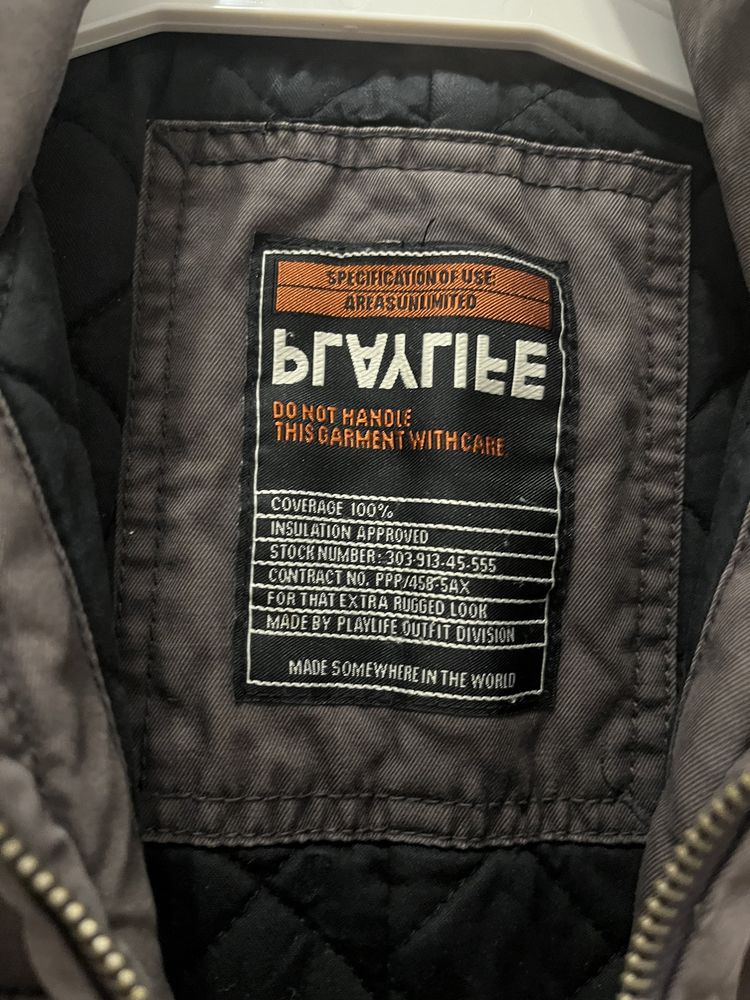 SPECIFICATION OF USE:
AREAS UNLIMITED
PLAYLIFE
DO NOT HANDLE
THIS GARMENT WITH CARE.
COVERAGE 100%
INSULATION APPROVED
STOCK NUMBER: 303-913-45-555
CONTRACT NO. PPP/458-5AX
FOR THAT EXTRA RUGGED LOOK
MADE BY PLAYLIFE OUTFIT DIVISION
MADE SOMEWHERE IN THE WORLD